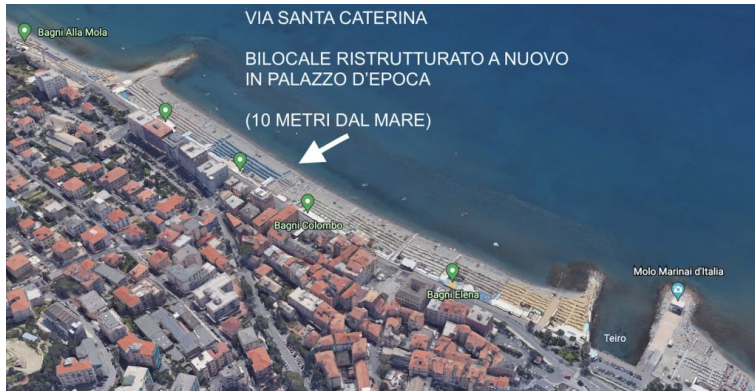 VIA SANTA CATERINA
BILOCALE RISTRUTTURATO A NUOVO
IN PALAZZO D'EPOCA
(10 METRI DAL MARE)
Bagni Alla Mola
Bagni Colombo
Bagni Elena
Molo Marinai d'Italia
Teiro